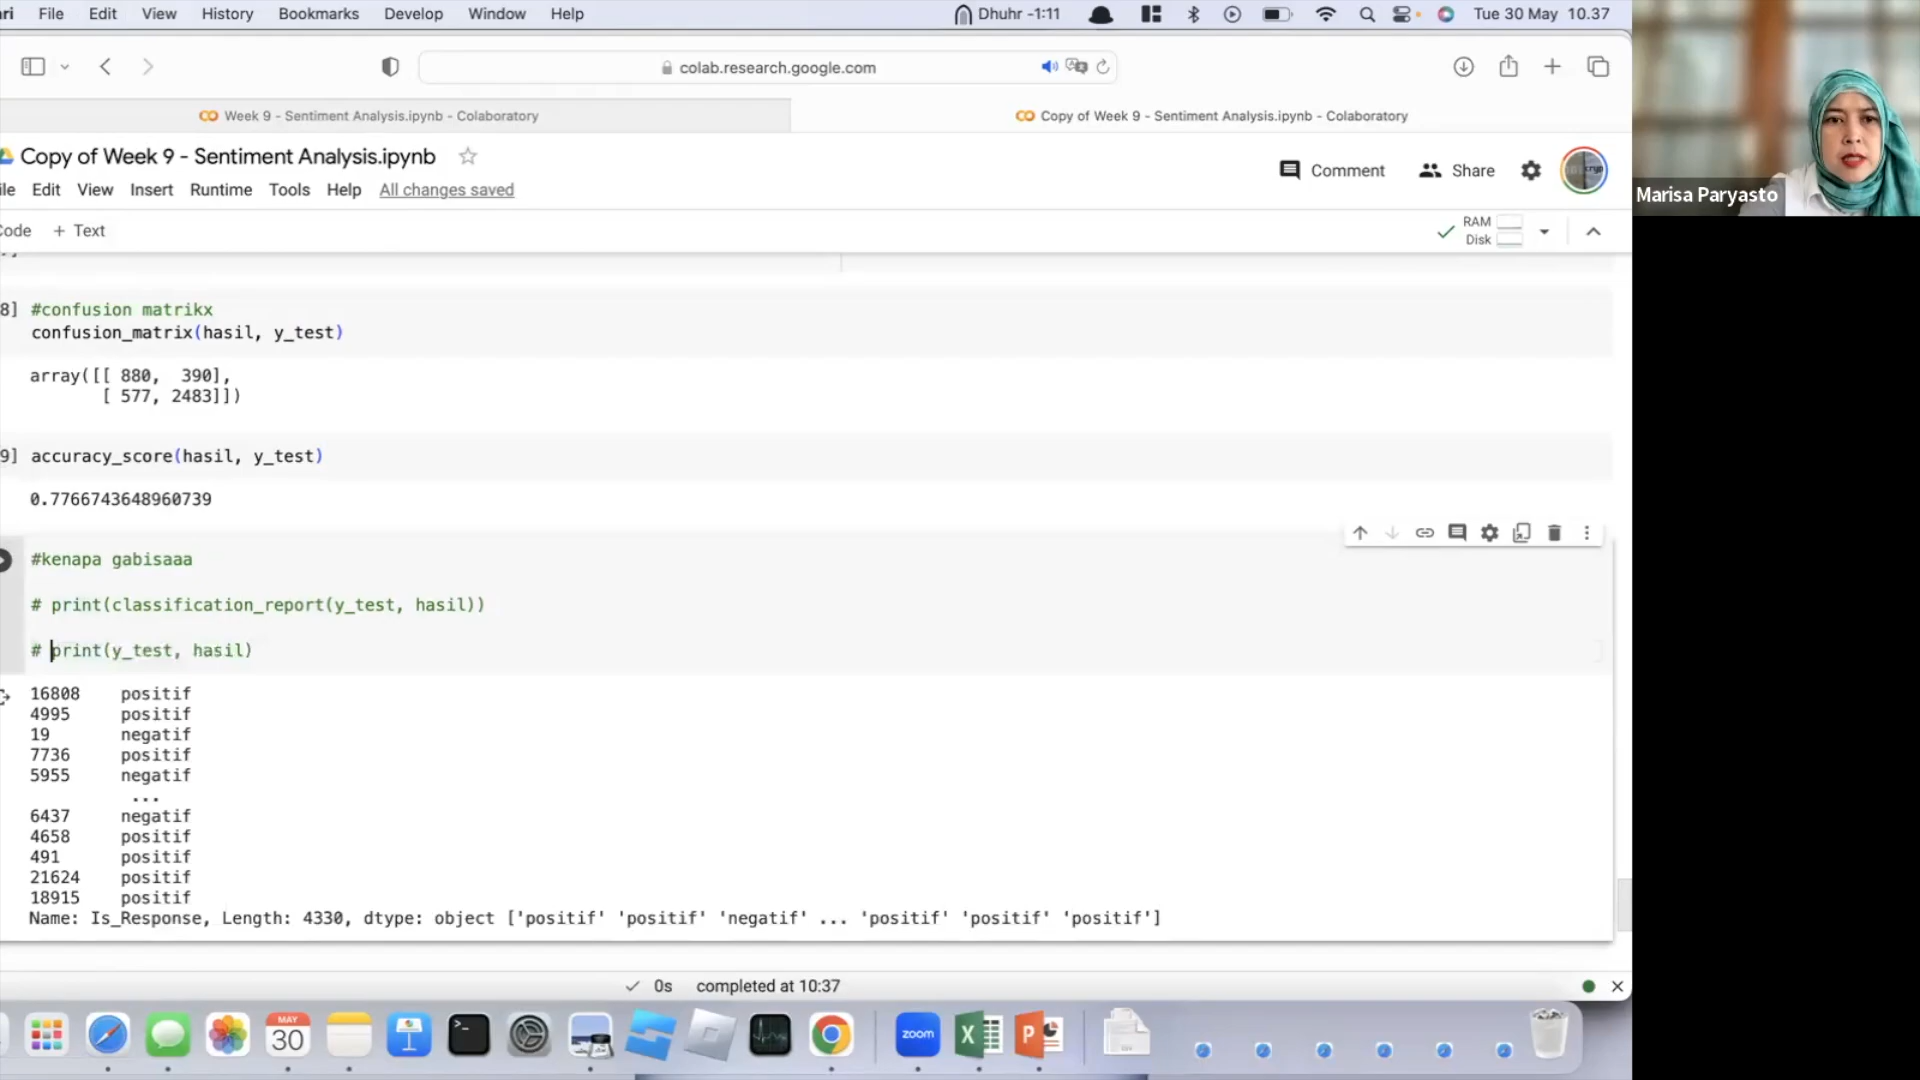 ri File Edit View History Bookmarks Develop Window Help Dhuhr -1:11 Tue 30 May 10.37
colab.research.google.com
Week 9 - Sentiment Analysis.ipynb - Colaboratory
Copy of Week 9 - Sentiment Analysis.ipynb - Colaboratory
Copy of Week 9 - Sentiment Analysis.ipynb
Comment Share
ile Edit View Insert Runtime Tools Help All changes saved
Marisa Paryasto
ode + Text
RAM
Disk
8] #confusion matrikx
confusion_matrix(hasil, y_test)
array([[ 880, 390],
[ 577, 2483]])
9] accuracy_score(hasil, y_test)
0.7766743648960739
#kenapa gabisaaa
# print(classification_report(y_test, hasil))
# print(y_test, hasil)
16808 positif
4995 positif
19 negatif
7736 positif
5955 negatif
...
6437 negatif
4658 positif
491 positif
21624 positif
18915 positif
Name: Is_Response, Length: 4330, dtype: object ['positif' 'positif' 'negatif' ... 'positif' 'positif' 'positif']
0s completed at 10:37
MAY
30
zoom
X
P